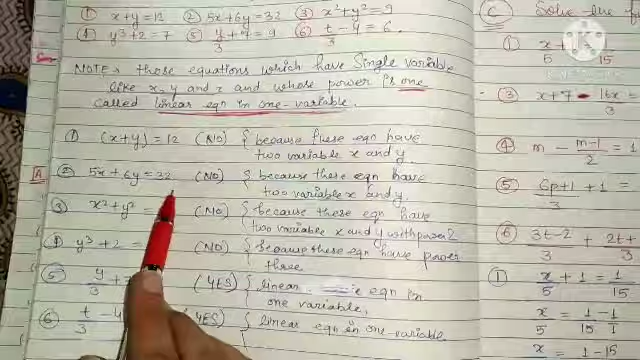 ① x+y=12 ② 5x+6y=32 ③ x²+y²=9
④ y³+2=7 ⑤ y/3+7=9 ⑥ t/3-4=6.
NOTE → those equations which have Single variable
like x, y and z and whose power is one
called linear eqn in one-variable.
① (x+y)=12 (NO) { because these eqn have
two variable x and y.
A ② 5x+6y=32 (NO) { because these eqn have
two variable x and y.
③ x²+y² = (NO) { because these eqn have
two variable x and y with power 2
④ y³+2 = (NO) { because these eqn have power
three
⑤ y/3 + (YES) { linear eqn in
one variable,
⑥ t/3 - 4 (YES) { linear eqn in one variable
C Solve the
① x/5 + 15
③ x+7 - 16x/3 =
④ m - m-1/2 = 1
⑤ 6p+1/3 + 1 =
⑥ 3t-2/3 + 2t+/3
① x/5 + 1 = 1/15
x/5 = 1/15 - 1/1
x = 1-15